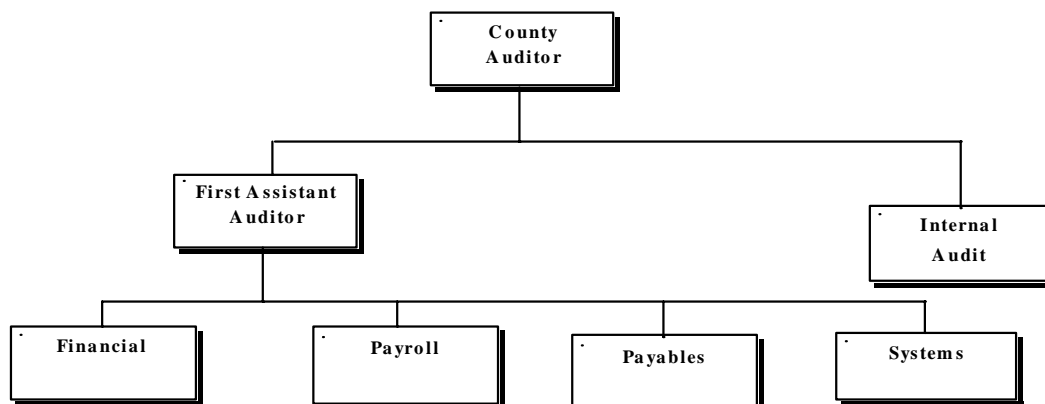 County
Auditor
First Assistant
Auditor
Internal
Audit
Financial
Payroll
Payables
Systems